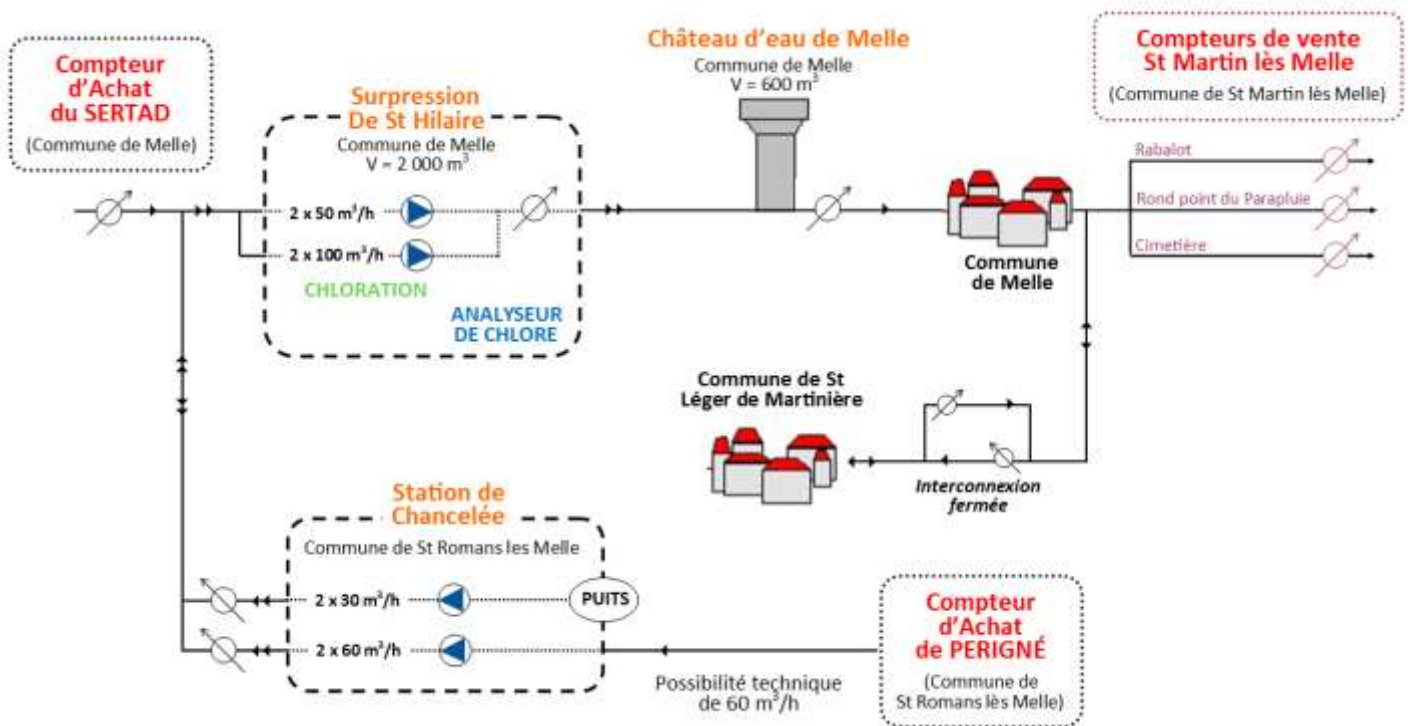 Compteur
d'Achat
du SERTAD
(Commune de Melle)
Surpression
De St Hilaire
Commune de Melle
V = 2 000 m³
2 x 50 m³/h
2 x 100 m³/h
CHLORATION
ANALYSEUR
DE CHLORE
Château d'eau de Melle
Commune de Melle
V = 600 m³
Commune
de Melle
Compteurs de vente
St Martin lès Melle
(Commune de St Martin lès Melle)
Rabalot
Rond point du Parapluie
Cimetière
Commune de St
Léger de Martinière
Interconnexion
fermée
Station de
Chancelée
Commune de St Romans les Melle
2 x 30 m³/h
PUITS
2 x 60 m³/h
Possibilité technique
de 60 m³/h
Compteur
d'Achat
de PERIGNÉ
(Commune de
St Romans lès Melle)